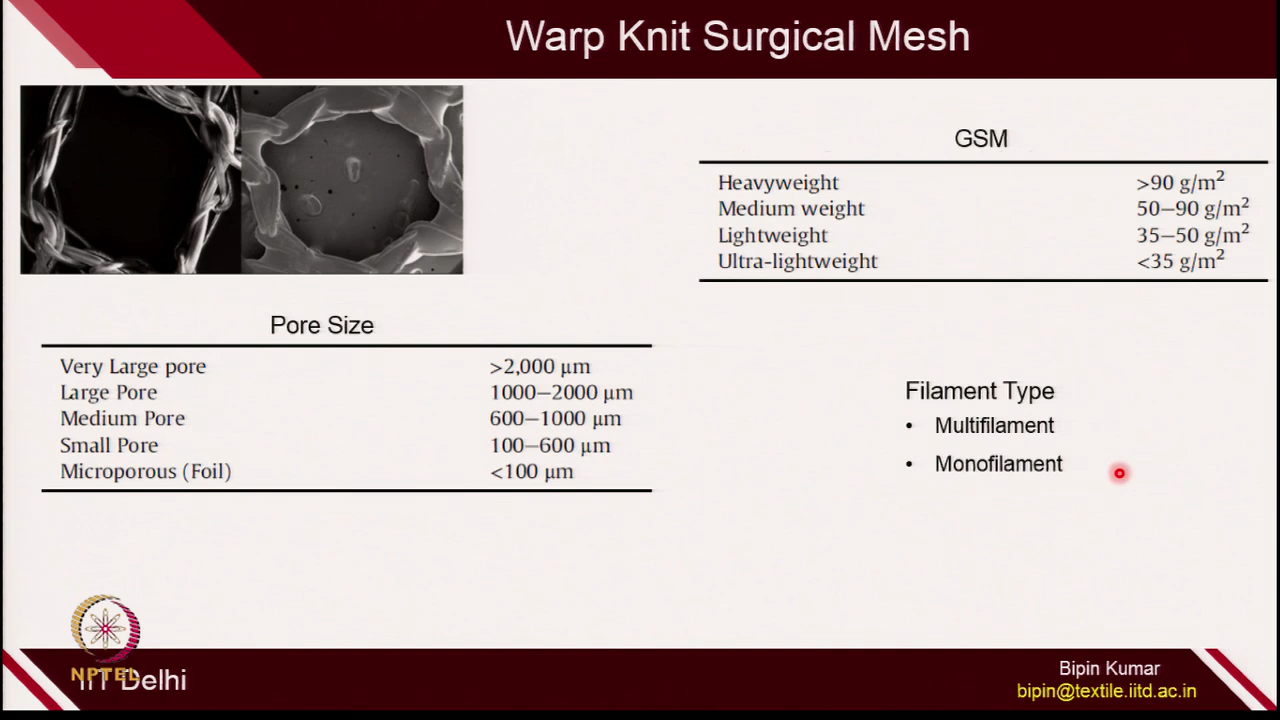 Warp Knit Surgical Mesh
GSM
Heavyweight >90 g/m²
Medium weight 50–90 g/m²
Lightweight 35–50 g/m²
Ultra-lightweight <35 g/m²
Pore Size
Very Large pore >2,000 µm
Large Pore 1000–2000 µm
Medium Pore 600–1000 µm
Small Pore 100–600 µm
Microporous (Foil) <100 µm
Filament Type
• Multifilament
• Monofilament
NPTEL
IIT Delhi
Bipin Kumar
bipin@textile.iitd.ac.in